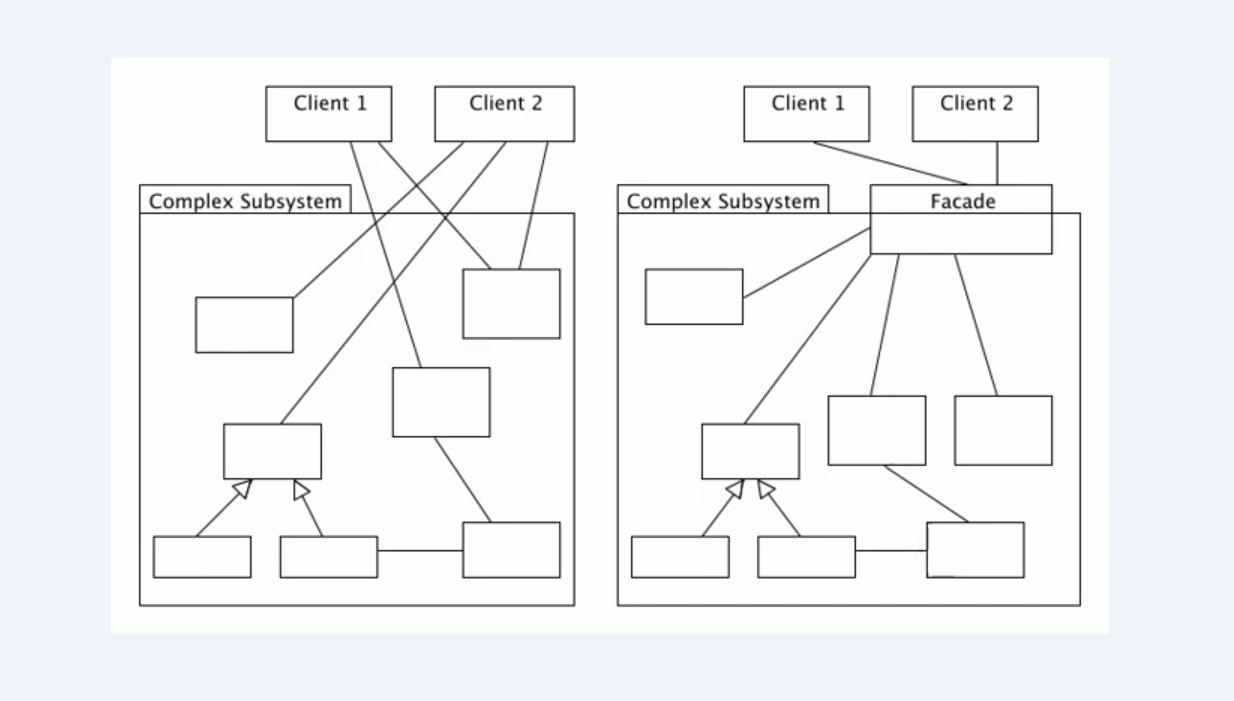 Client 1
Client 2
Complex Subsystem
Client 1
Client 2
Complex Subsystem
Facade